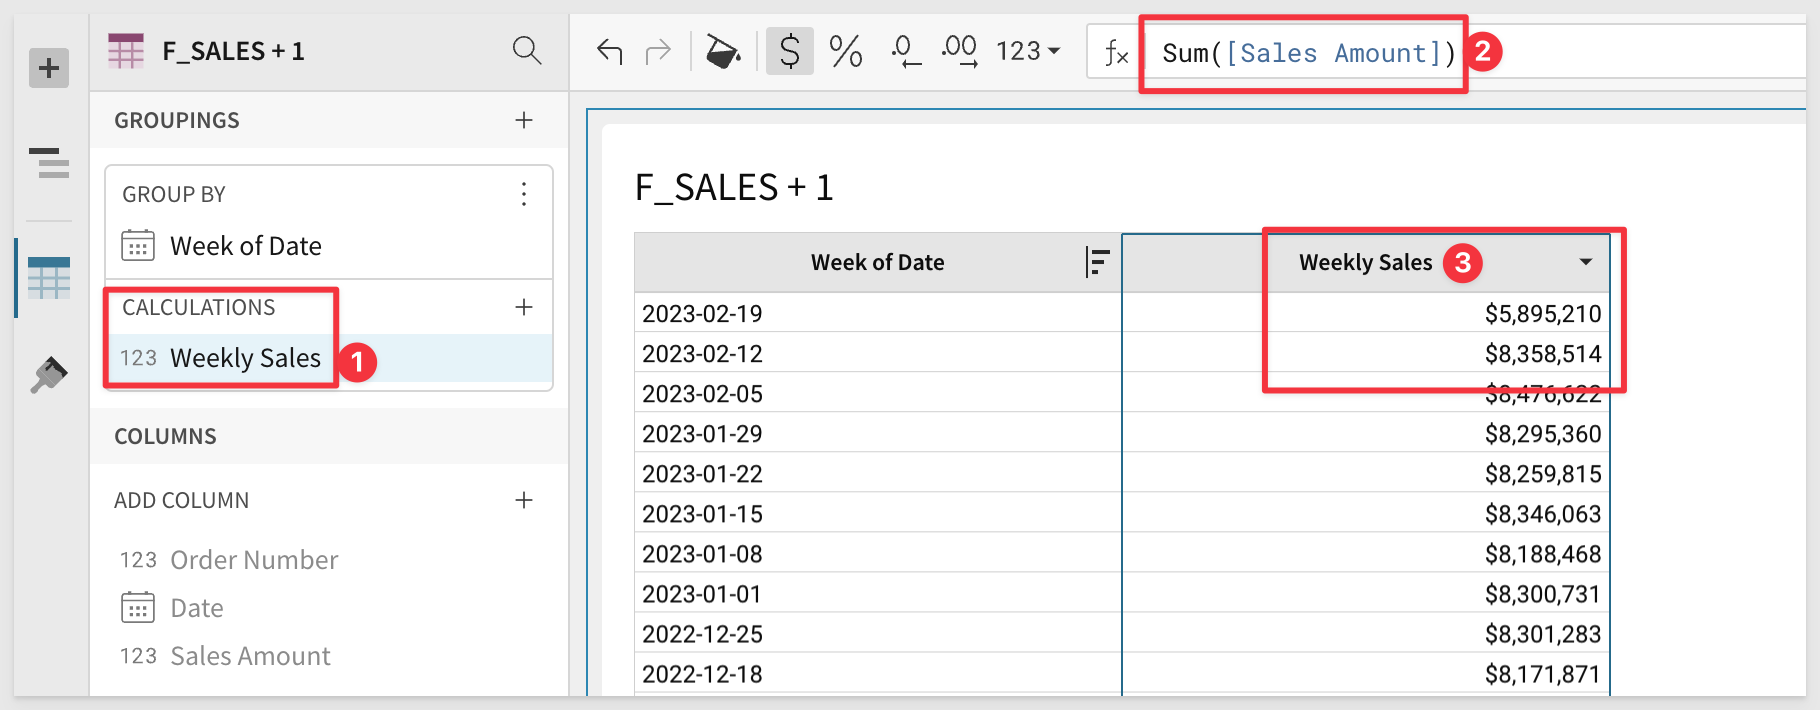 F_SALES + 1
$ % .0 .00 123
fx Sum([Sales Amount]) 2
GROUPINGS
GROUP BY
Week of Date
CALCULATIONS
123 Weekly Sales 1
COLUMNS
ADD COLUMN
123 Order Number
Date
123 Sales Amount
F_SALES + 1
Week of Date Weekly Sales 3
2023-02-19 $5,895,210
2023-02-12 $8,358,514
2023-02-05 $8,476,622
2023-01-29 $8,295,360
2023-01-22 $8,259,815
2023-01-15 $8,346,063
2023-01-08 $8,188,468
2023-01-01 $8,300,731
2022-12-25 $8,301,283
2022-12-18 $8,171,871